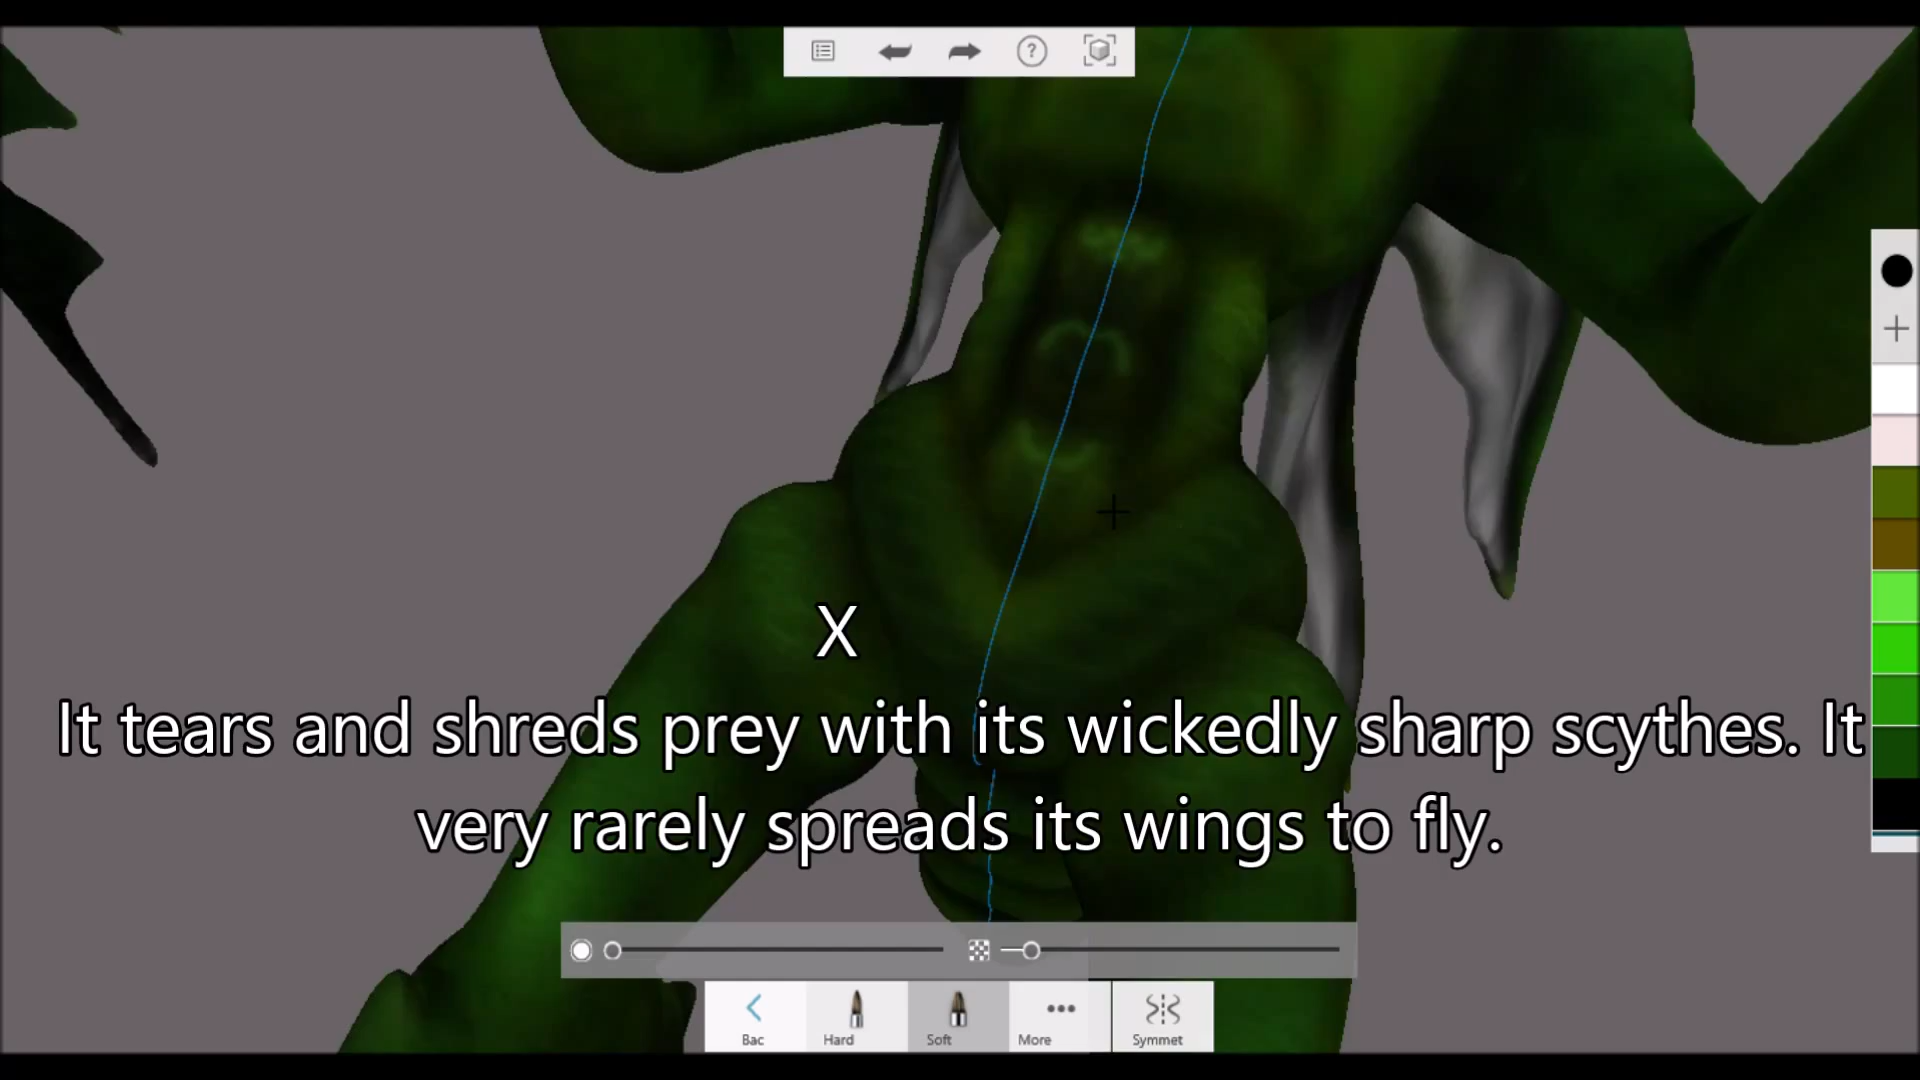 X
It tears and shreds prey with its wickedly sharp scythes. It
very rarely spreads its wings to fly.
Bac
Hard
Soft
More
Symmet